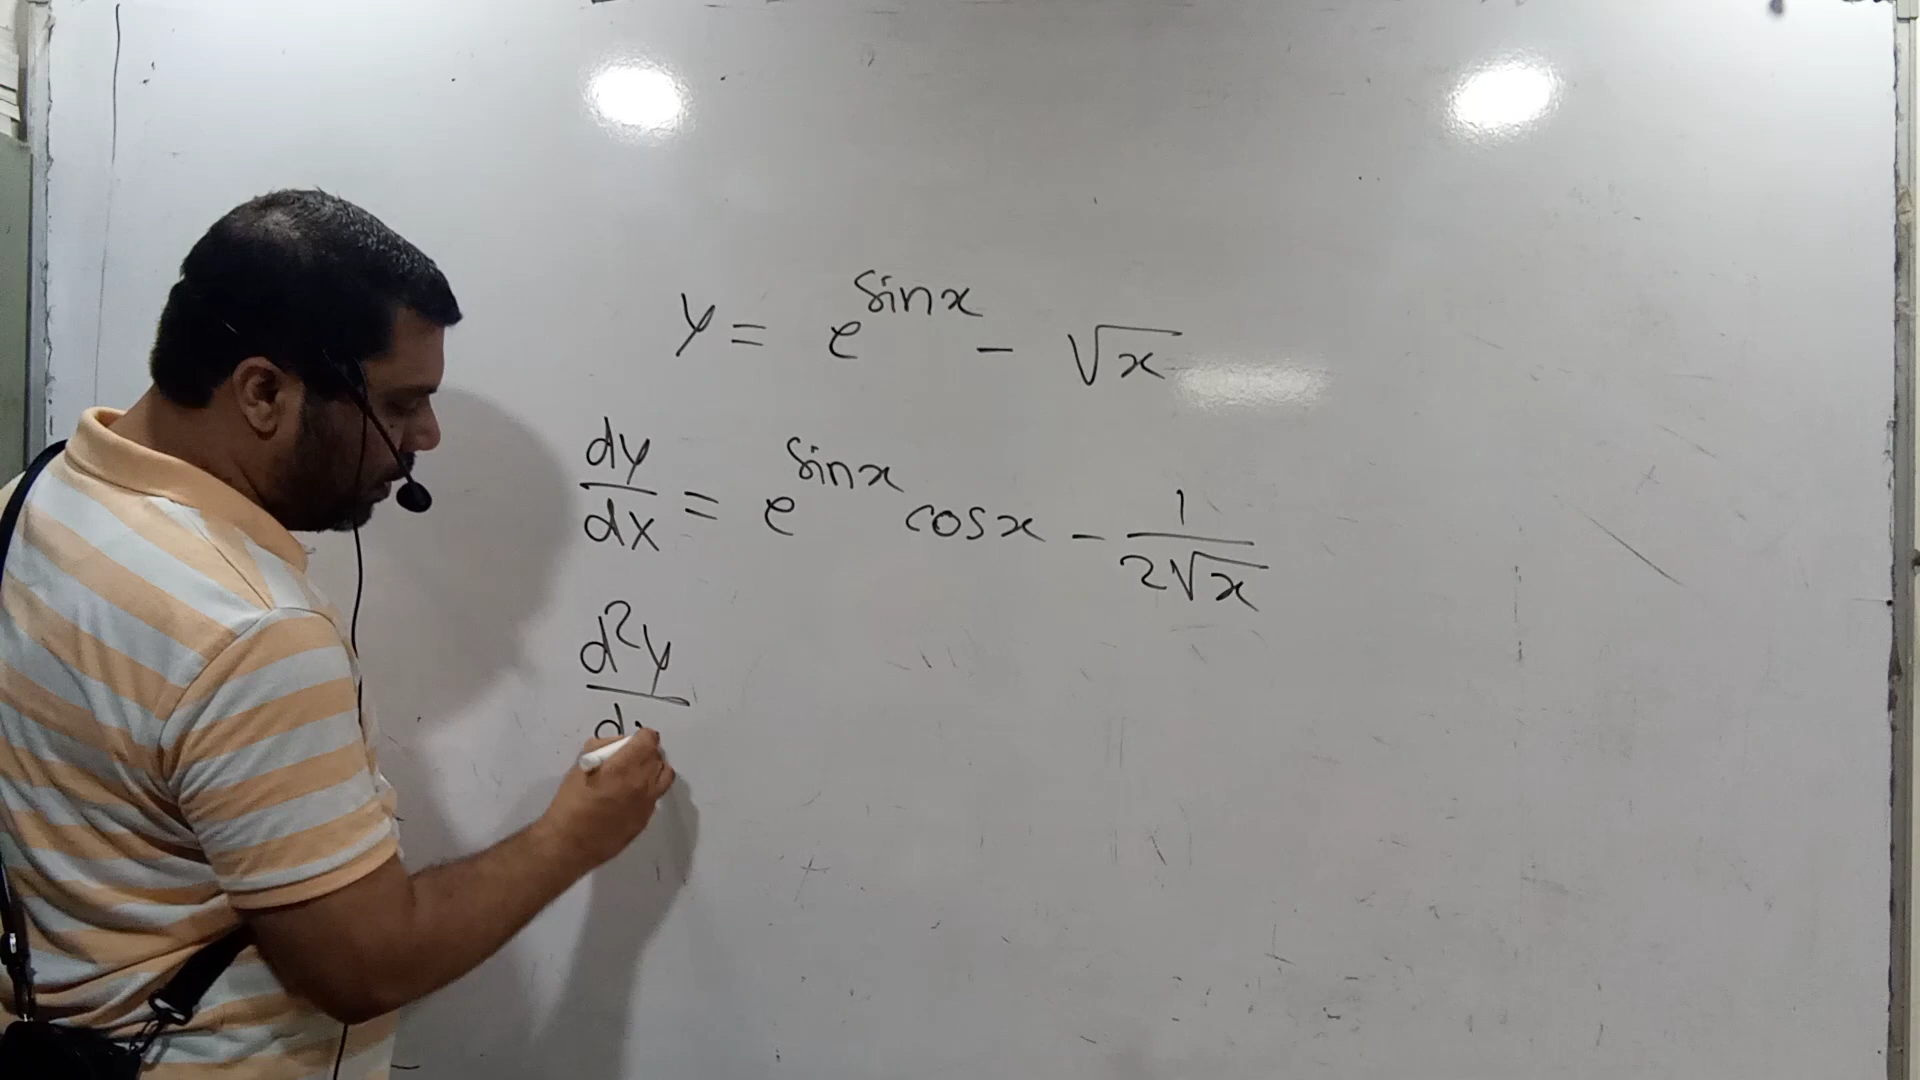 y = e^sinx - √x
dy/dx = e^sinx cosx - 1/2√x
d²y/dx